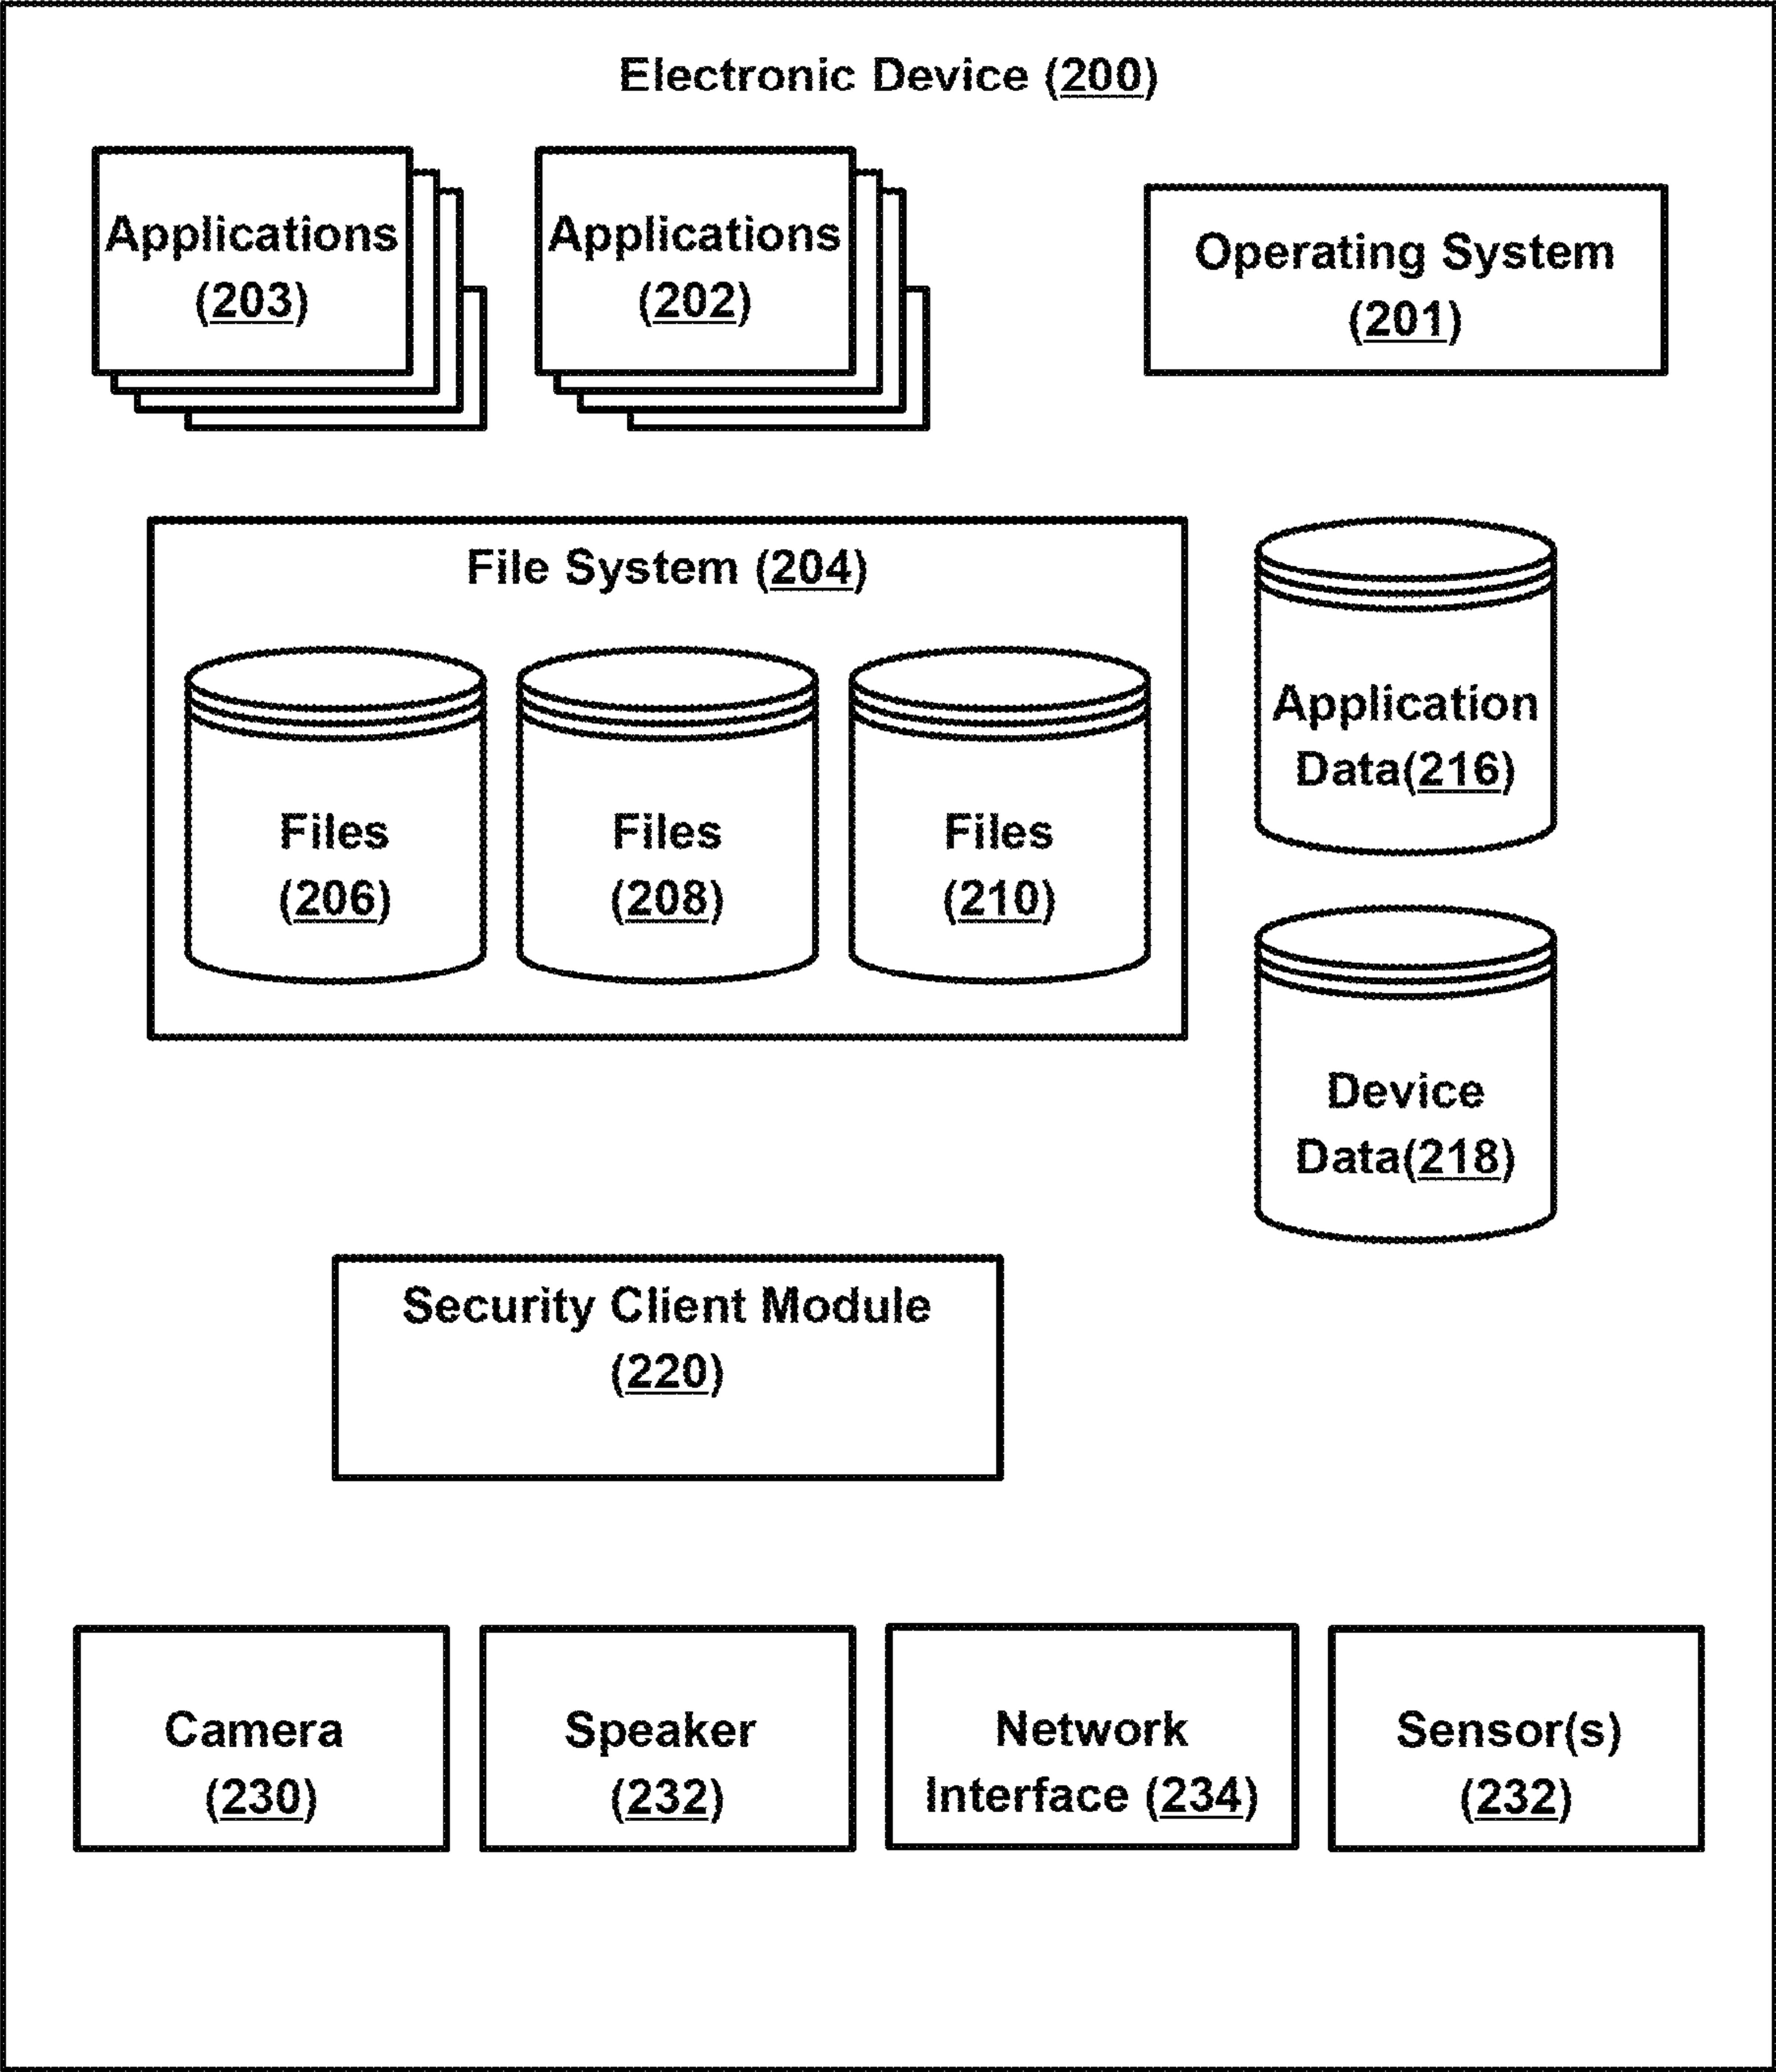 Electronic Device (200)
Applications
(203)
Applications
(202)
Operating System
(201)
File System (204)
Files
(206)
Files
(208)
Files
(210)
Application
Data(216)
Device
Data(218)
Security Client Module
(220)
Camera
(230)
Speaker
(232)
Network
Interface (234)
Sensor(s)
(232)